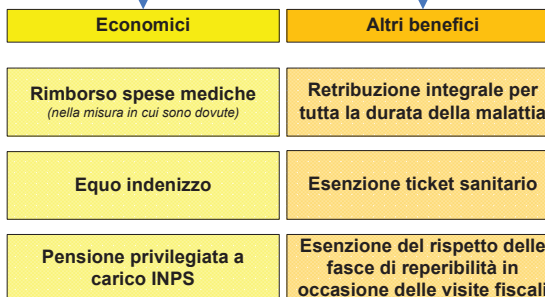 Economici
Altri benefici
Rimborso spese mediche
(nella misura in cui sono dovute)
Retribuzione integrale per
tutta la durata della malattia
Equo indenizzo
Esenzione ticket sanitario
Pensione privilegiata a
carico INPS
Esenzione del rispetto delle
fasce di reperibilità in
occasione delle visite fiscali